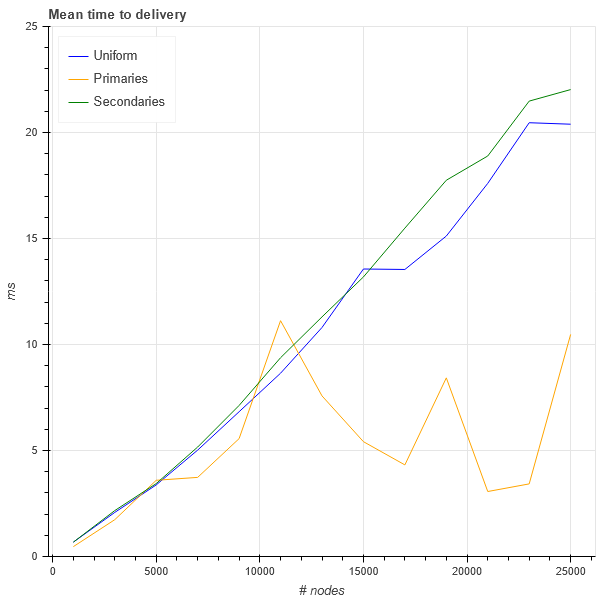 Mean time to delivery
Uniform
Primaries
Secondaries
25
20
15
10
5
0
ms
0 5000 10000 15000 20000 25000
# nodes